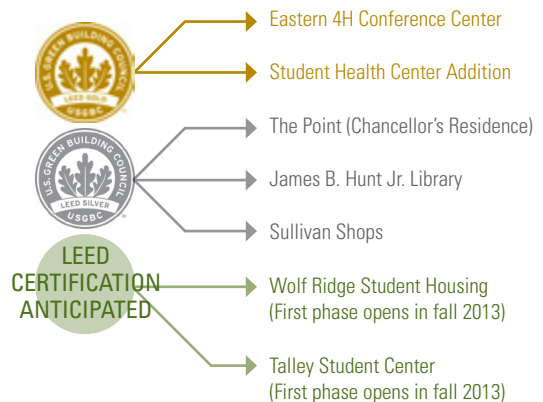 U.S. GREEN BUILDING COUNCIL
LEED GOLD
USGBC
Eastern 4H Conference Center
Student Health Center Addition
U.S. GREEN BUILDING COUNCIL
LEED SILVER
USGBC
The Point (Chancellor’s Residence)
James B. Hunt Jr. Library
Sullivan Shops
LEED
CERTIFICATION
ANTICIPATED
Wolf Ridge Student Housing
(First phase opens in fall 2013)
Talley Student Center
(First phase opens in fall 2013)